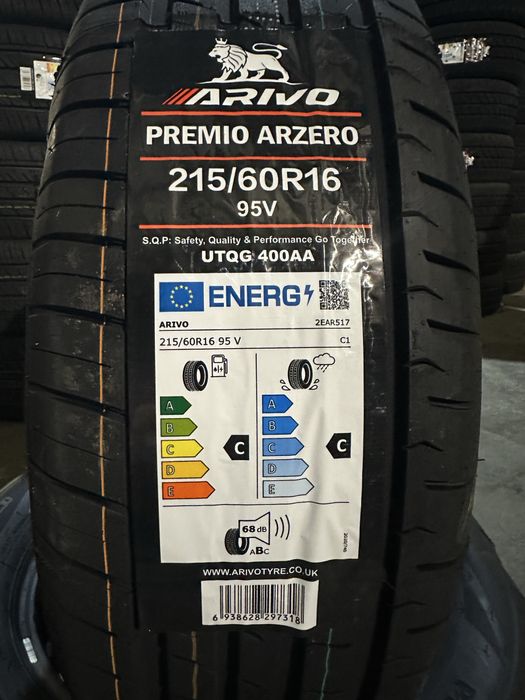 ARIVO
PREMIO ARZERO
215/60R16
95V
S.Q.P: Safety, Quality & Performance Go Together
UTQG 400AA
ENERG
ARIVO 2EAR517
215/60R16 95 V C1
A A
B B
C C C C
D D
E E
68 dB
ABC
WWW.ARIVOTYRE.CO.UK
6 938628 297318